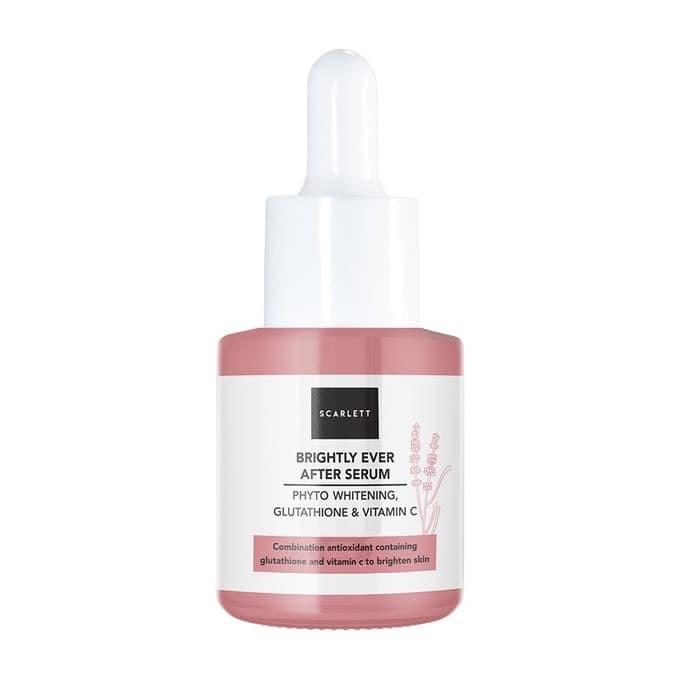 SCARLETT
BRIGHTLY EVER
AFTER SERUM
PHYTO WHITENING,
GLUTATHIONE & VITAMIN C
Combination antioxidant containing
glutathione and vitamin c to brighten skin